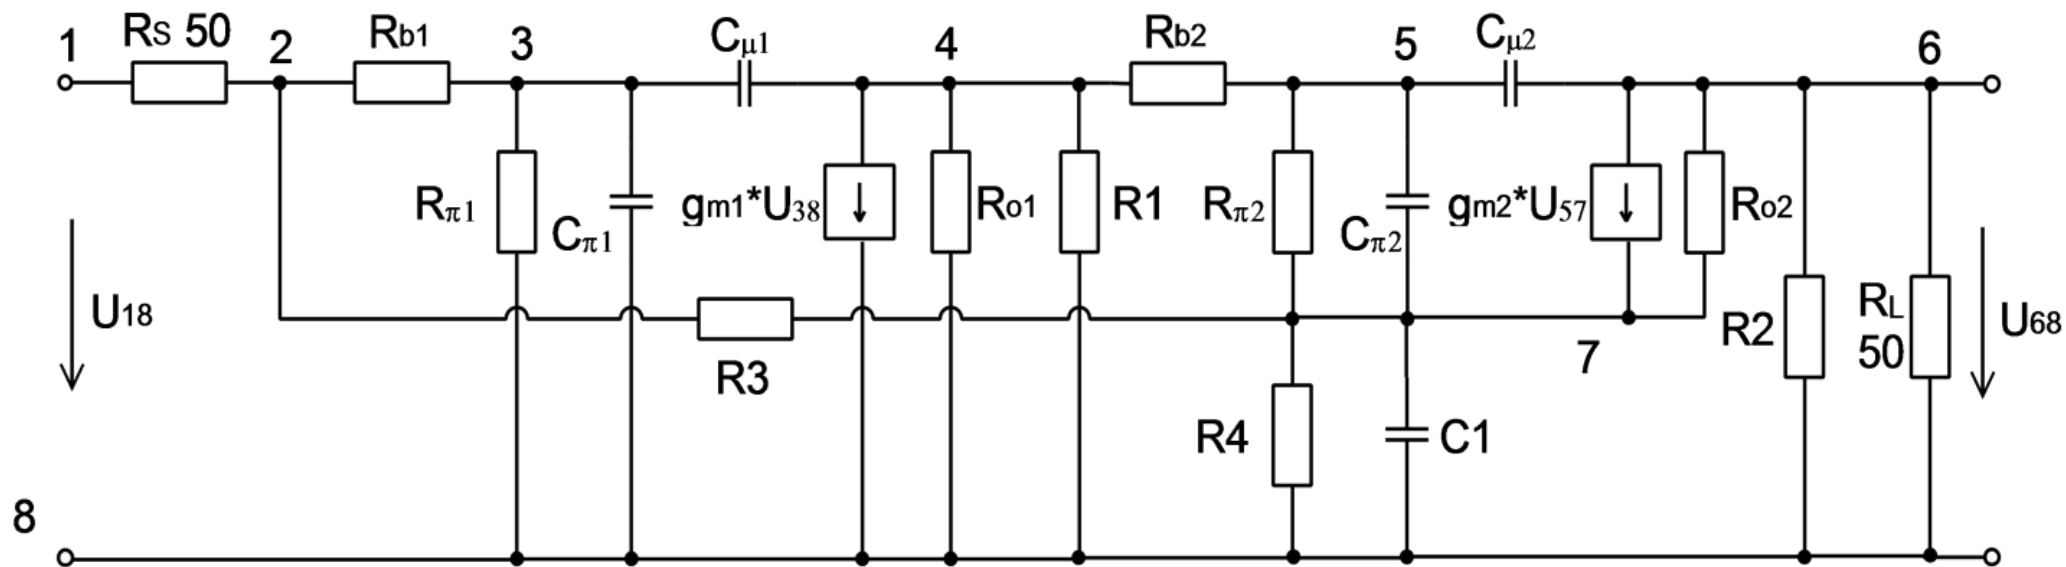 1
RS 50
2
Rb1
3
Cμ1
4
Rb2
5
Cμ2
6
Rπ1
Cπ1
gm1*U38
Ro1
R1
Rπ2
Cπ2
gm2*U57
Ro2
U18
R3
7
R2
RL
50
U68
R4
C1
8